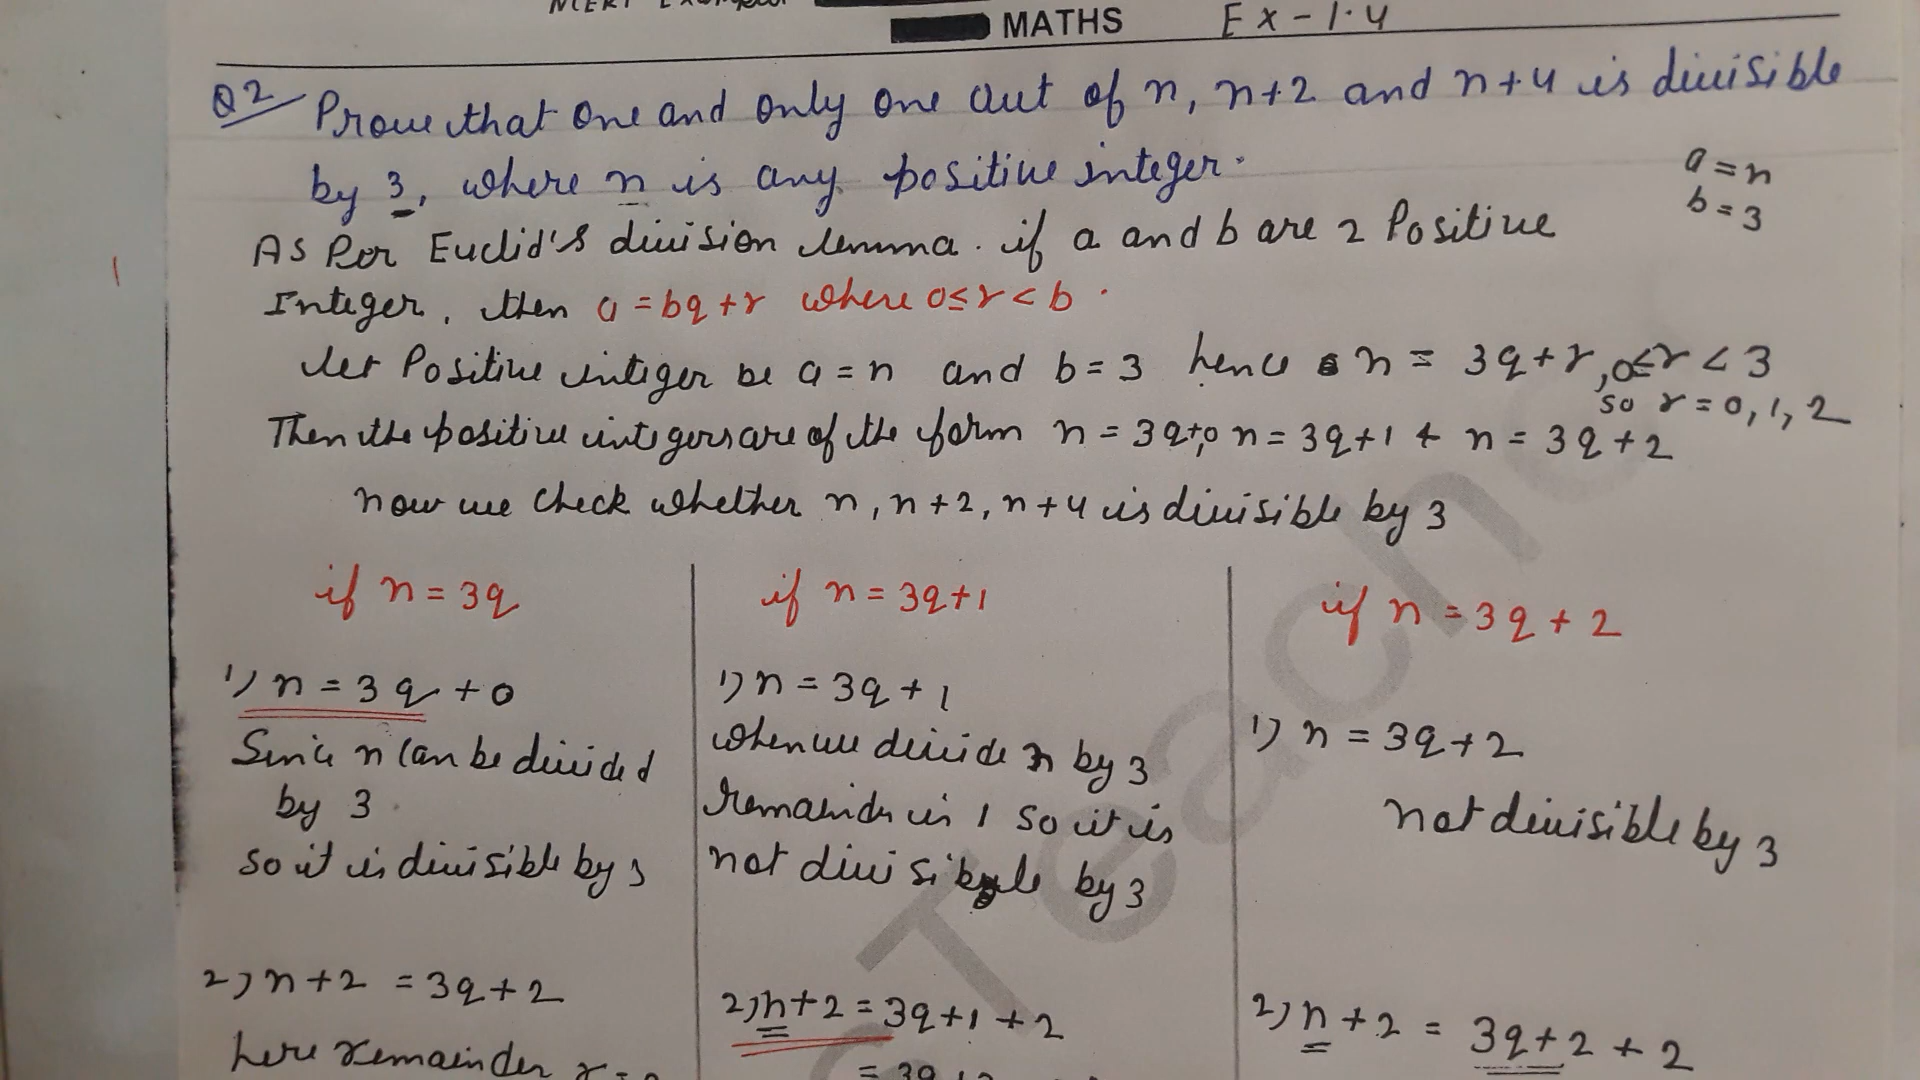 NCERT Exemplar
MATHS Ex-1.4
Q2 Prove that one and only one out of n, n+2 and n+4 is divisible
by 3, where n is any positive integer.
a=n
b=3
As Per Euclid's division lemma. if a and b are 2 Positive
Integer, then a=bq+r where 0≤r<b.
let Positive integer be a=n and b=3 hence n = 3q+r, 0≤r<3
so r=0,1,2
Then the positive integers are of the form n=3q+0, n=3q+1 & n=3q+2
now we check whether n, n+2, n+4 is divisible by 3
if n=3q
1) n=3q+0
Since n can be divided
by 3
so it is divisible by 3
2) n+2 = 3q+2
here remainder
if n=3q+1
1) n=3q+1
when we divide n by 3
remainder is 1 so it is
not divisible by 3
2) n+2 = 3q+1+2
if n=3q+2
1) n=3q+2
not divisible by 3
2) n+2 = 3q+2+2
Teach